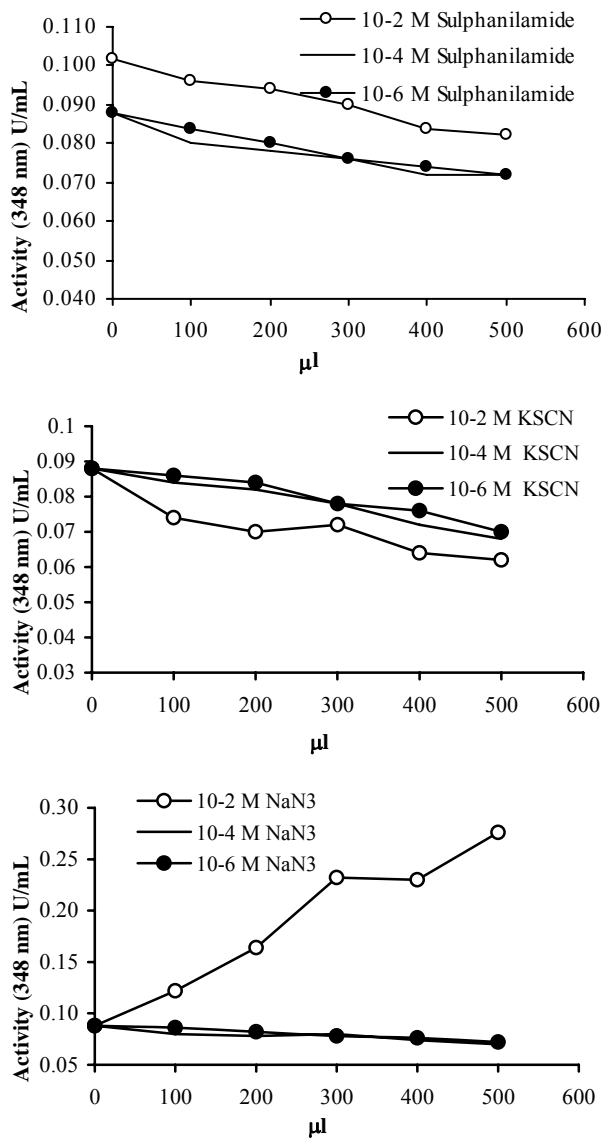 Activity (348 nm) U/mL
0.110
0.100
0.090
0.080
0.070
0.060
0.050
0.040
10-2 M Sulphanilamide
10-4 M Sulphanilamide
10-6 M Sulphanilamide
0 100 200 300 400 500 600
µl
Activity (348 nm) U/mL
0.1
0.09
0.08
0.07
0.06
0.05
0.04
0.03
10-2 M KSCN
10-4 M KSCN
10-6 M KSCN
0 100 200 300 400 500 600
µl
Activity (348 nm) U/mL
0.30
0.25
0.20
0.15
0.10
0.05
10-2 M NaN3
10-4 M NaN3
10-6 M NaN3
0 100 200 300 400 500 600
µl